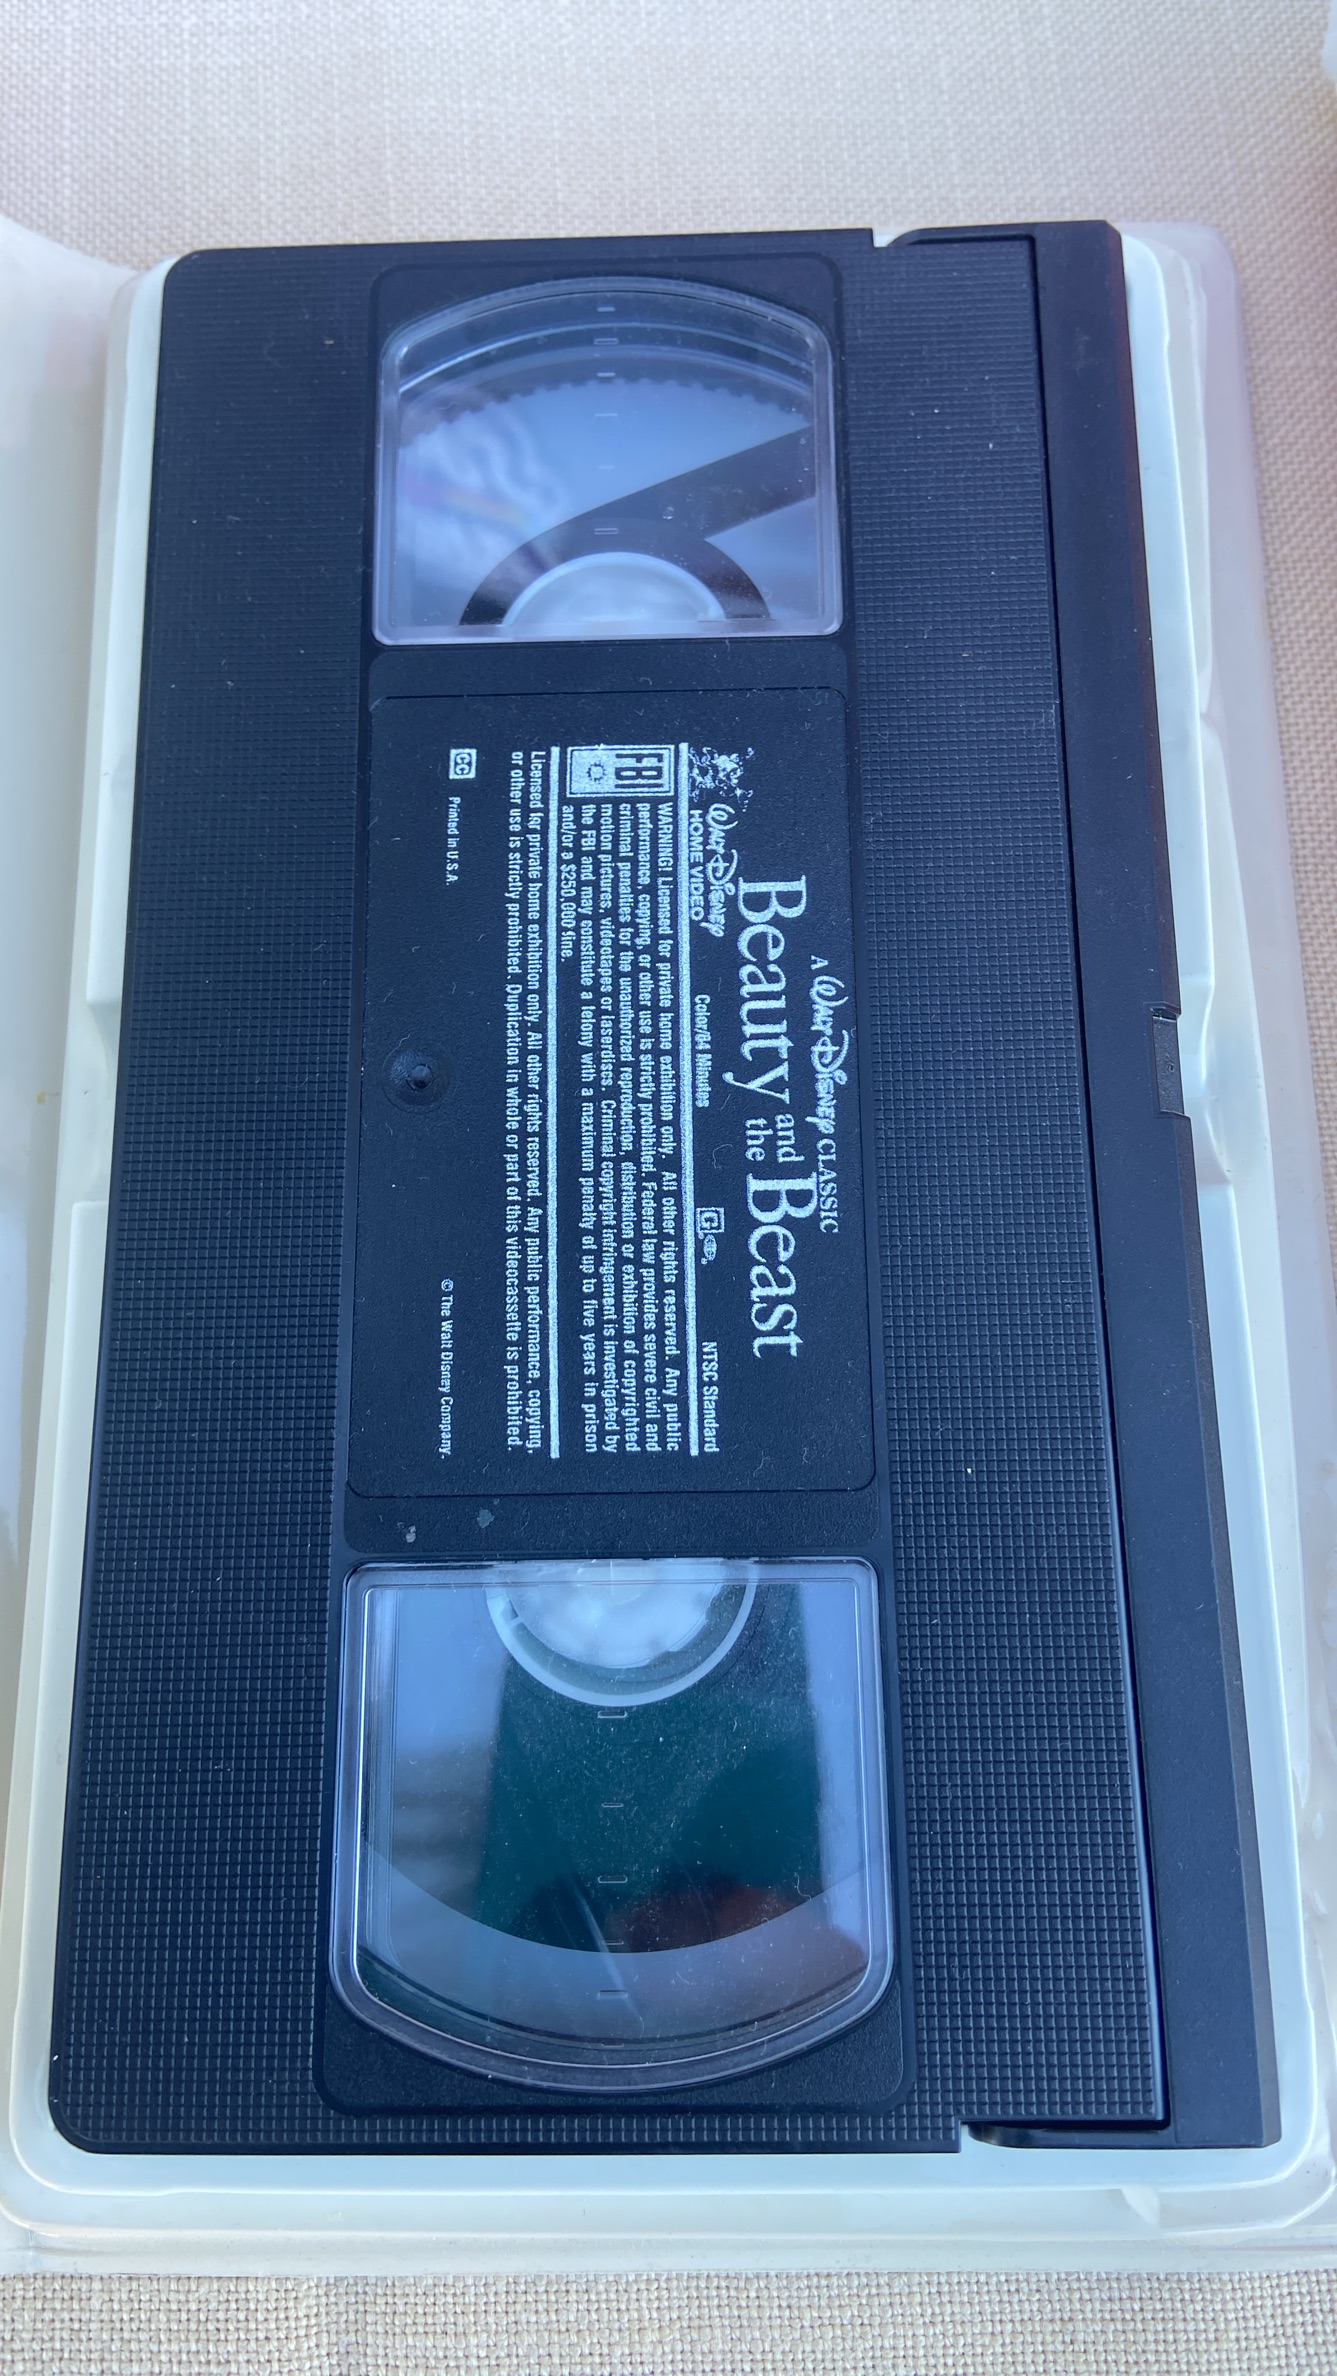 A WALT DISNEY CLASSIC
Beauty and the Beast
WALT DISNEY
HOME VIDEO
Color/84 Minutes
G
NTSC Standard
FBI
WARNING! Licensed for private home exhibition only. All other rights reserved. Any public
performance, copying, or other use is strictly prohibited. Federal law provides severe civil and
criminal penalties for the unauthorized reproduction, distribution or exhibition of copyrighted
motion pictures, videotapes or laserdiscs. Criminal copyright infringement is investigated by
the FBI and may constitute a felony with a maximum penalty of up to five years in prison
and/or a $250,000 fine.
Licensed for private home exhibition only. All other rights reserved. Any public performance, copying,
or other use is strictly prohibited. Duplication in whole or part of this videocassette is prohibited.
CC
Printed in U.S.A.
© The Walt Disney Company.